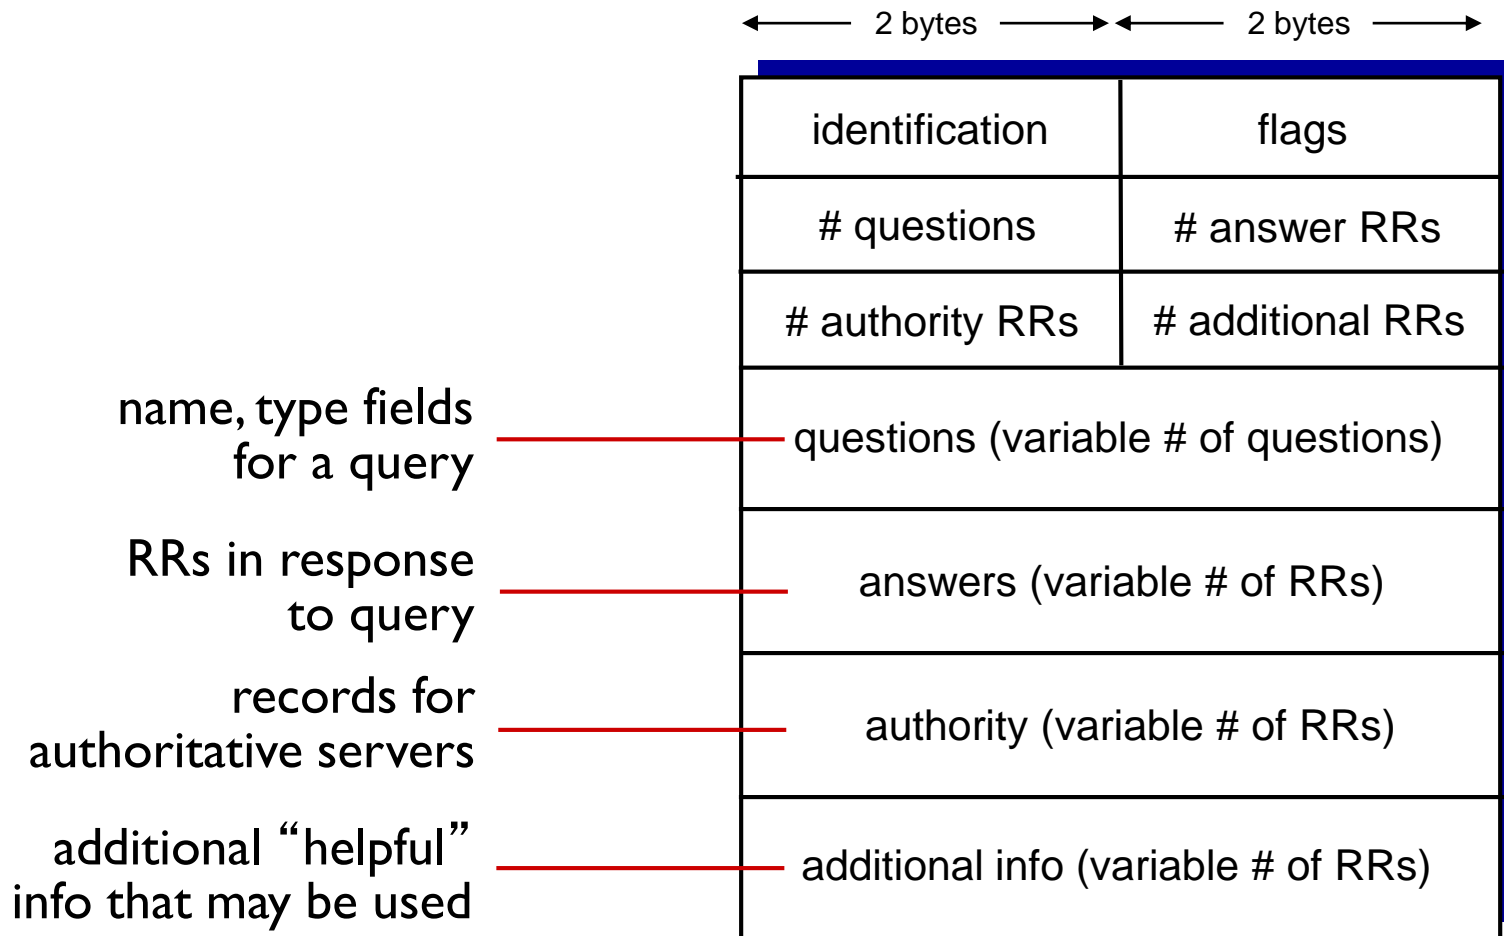 2 bytes 2 bytes
identification flags
# questions # answer RRs
# authority RRs # additional RRs
name, type fields
for a query
questions (variable # of questions)
RRs in response
to query
answers (variable # of RRs)
records for
authoritative servers
authority (variable # of RRs)
additional “helpful”
info that may be used
additional info (variable # of RRs)